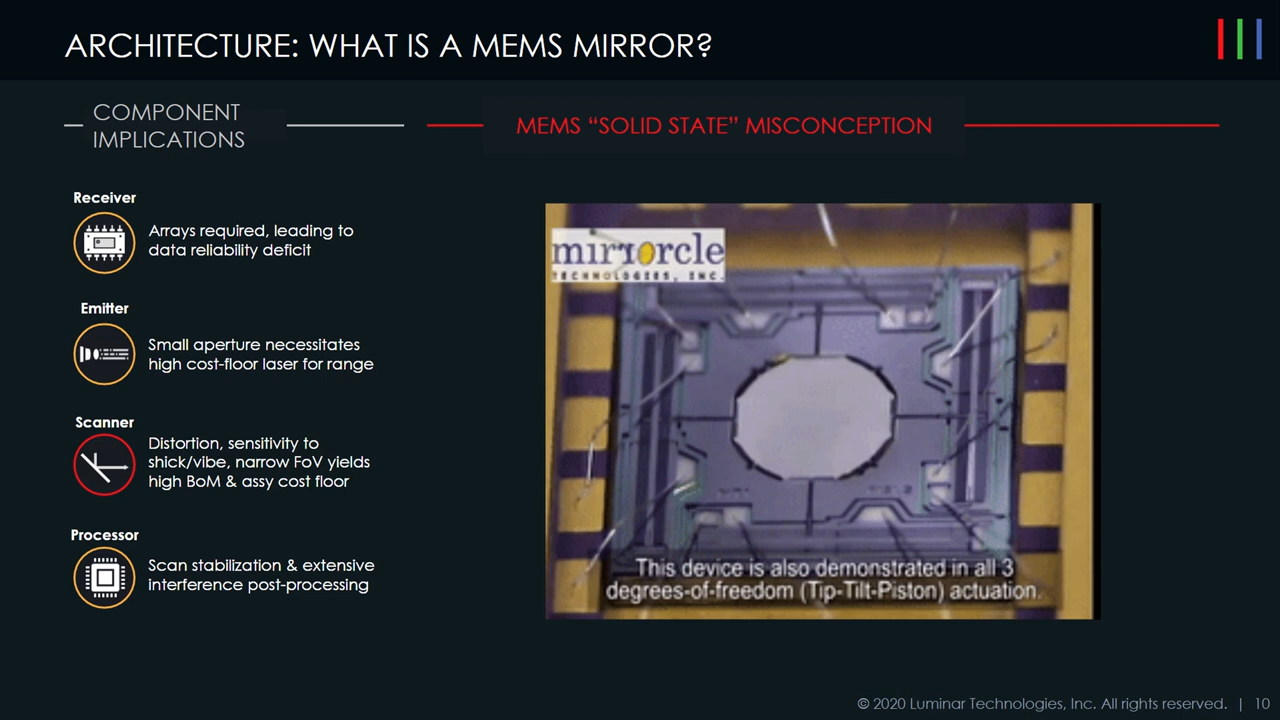 ARCHITECTURE: WHAT IS A MEMS MIRROR?
COMPONENT
IMPLICATIONS
MEMS “SOLID STATE” MISCONCEPTION
Receiver
Arrays required, leading to
data reliability deficit
Emitter
Small aperture necessitates
high cost-floor laser for range
Scanner
Distortion, sensitivity to
shick/vibe, narrow FoV yields
high BoM & assy cost floor
Processor
Scan stabilization & extensive
interference post-processing
mirrorcle
TECHNOLOGIES, INC.
This device is also demonstrated in all 3
degrees-of-freedom (Tip-Tilt-Piston) actuation.
© 2020 Luminar Technologies, Inc. All rights reserved. | 10